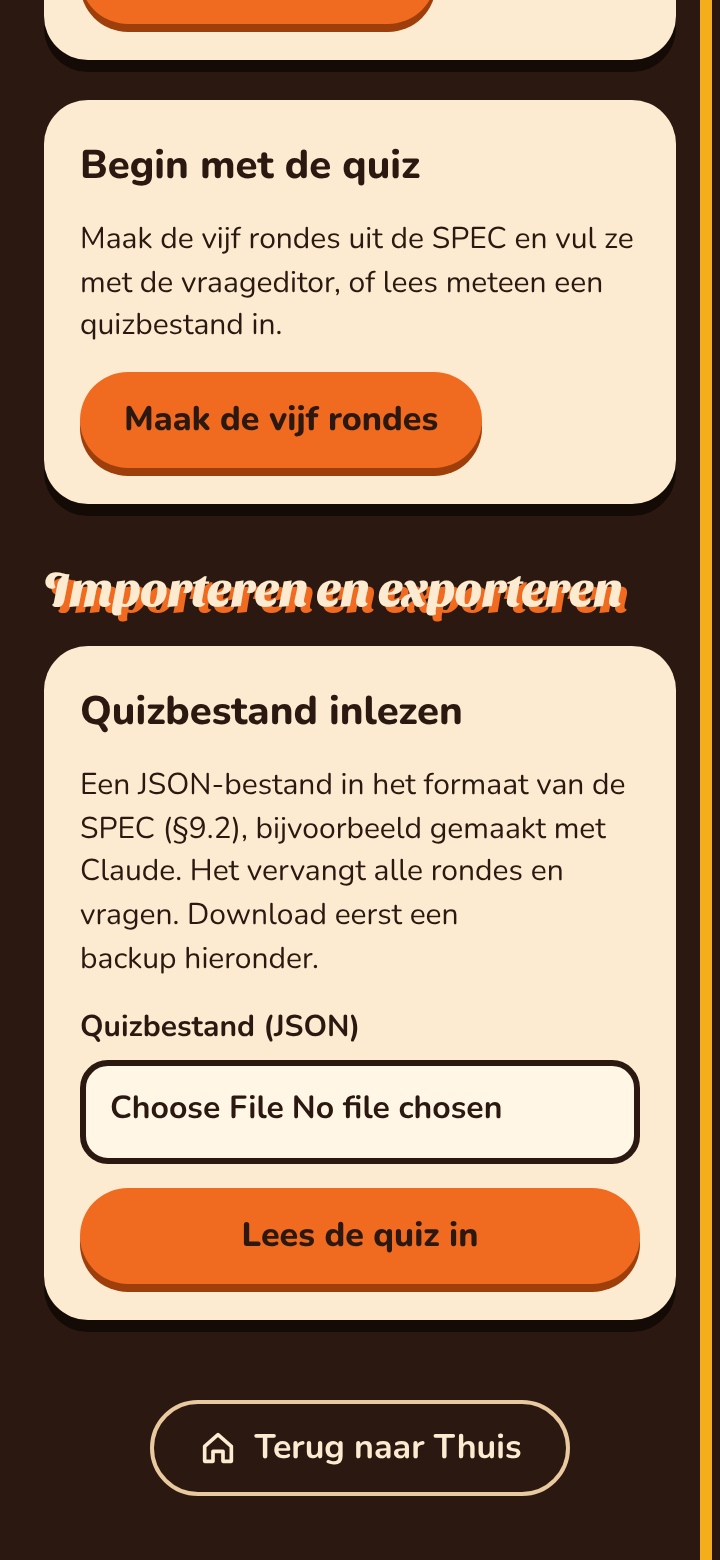 Begin met de quiz
Maak de vijf rondes uit de SPEC en vul ze
met de vraageditor, of lees meteen een
quizbestand in.
Maak de vijf rondes
Importeren en exporteren
Quizbestand inlezen
Een JSON-bestand in het formaat van de
SPEC (§9.2), bijvoorbeeld gemaakt met
Claude. Het vervangt alle rondes en
vragen. Download eerst een
backup hieronder.
Quizbestand (JSON)
Choose File No file chosen
Lees de quiz in
Terug naar Thuis